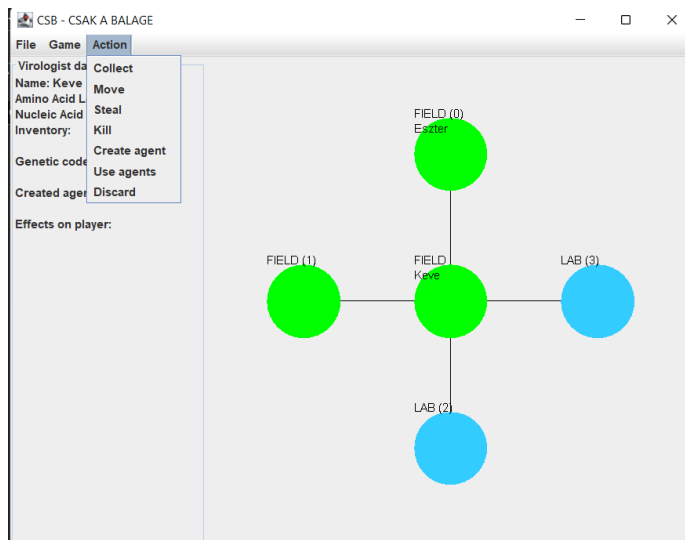 CSB - CSAK A BALAGE
File Game Action
Virologist da
Name: Keve
Amino Acid L
Nucleic Acid
Inventory:
Genetic code
Created ager
Effects on player:
Collect
Move
Steal
Kill
Create agent
Use agents
Discard
FIELD (0)
Eszter
FIELD (1)
FIELD
Keve
LAB (3)
LAB (2)